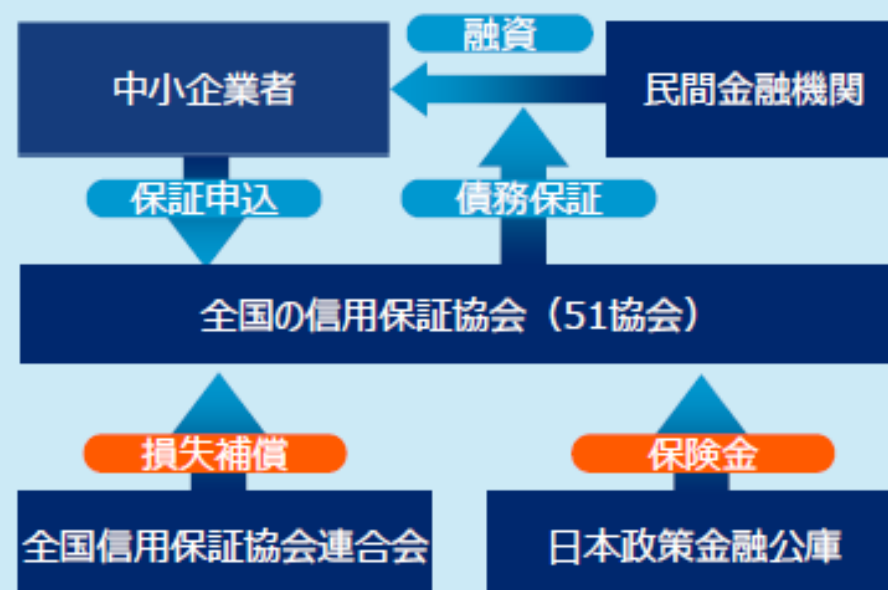 融資
中小企業者
民間金融機関
保証申込
債務保証
全国の信用保証協会（51協会）
損失補償
保険金
全国信用保証協会連合会
日本政策金融公庫